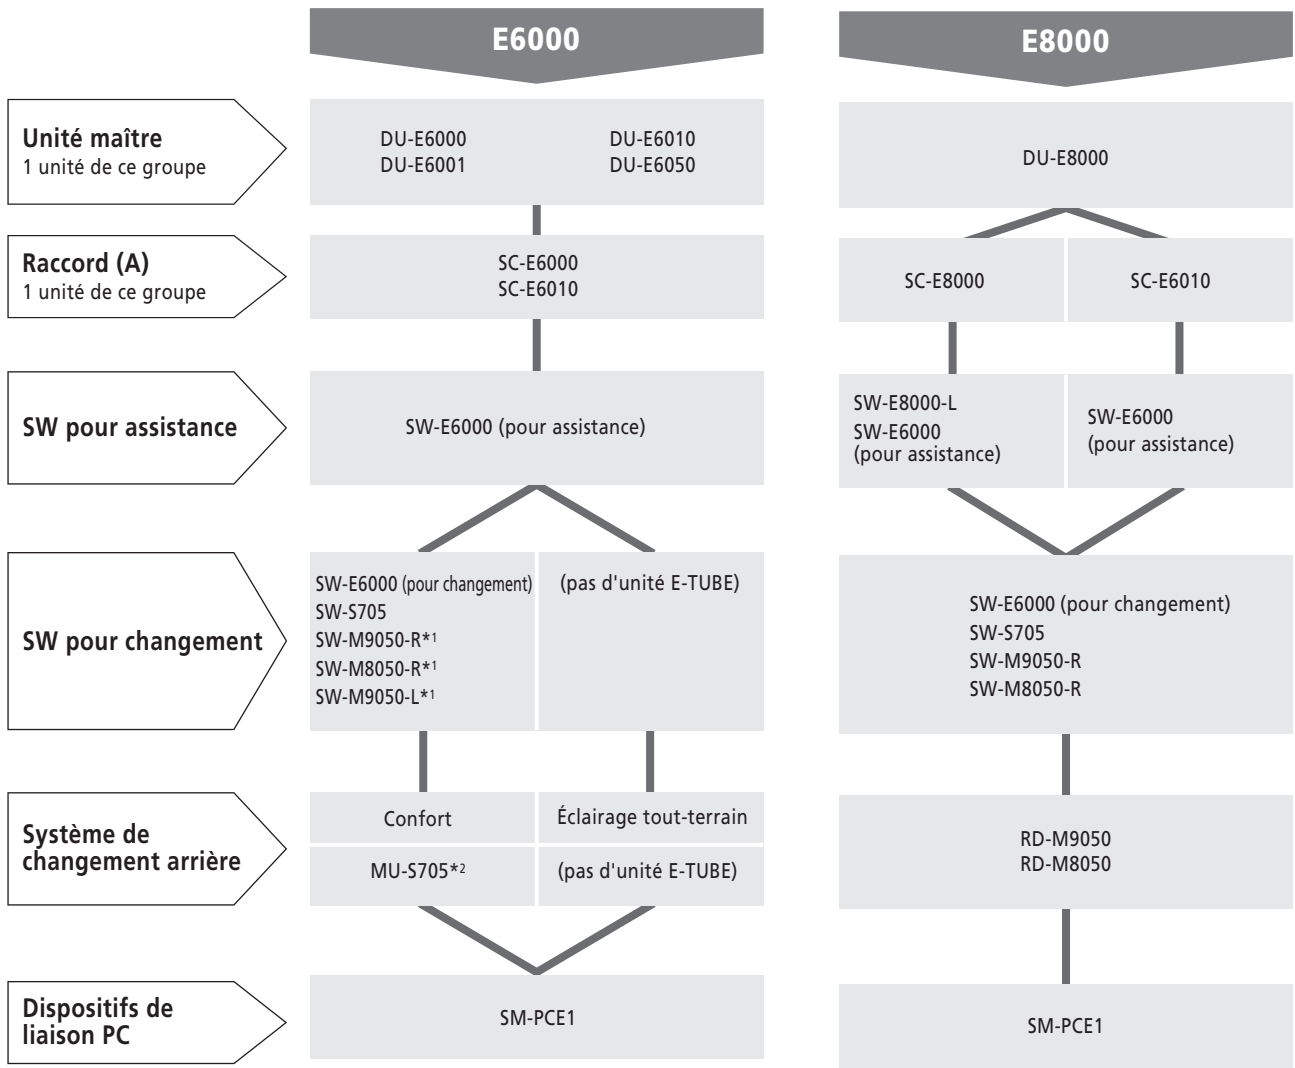 E6000
E8000
Unité maître
1 unité de ce groupe
DU-E6000
DU-E6001
DU-E6010
DU-E6050
DU-E8000
Raccord (A)
1 unité de ce groupe
SC-E6000
SC-E6010
SC-E8000
SC-E6010
SW pour assistance
SW-E6000 (pour assistance)
SW-E8000-L
SW-E6000
(pour assistance)
SW-E6000
(pour assistance)
SW pour changement
SW-E6000 (pour changement)
SW-S705
SW-M9050-R*1
SW-M8050-R*1
SW-M9050-L*1
(pas d'unité E-TUBE)
SW-E6000 (pour changement)
SW-S705
SW-M9050-R
SW-M8050-R
Système de
changement arrière
Confort
Éclairage tout-terrain
MU-S705*2
(pas d'unité E-TUBE)
RD-M9050
RD-M8050
Dispositifs de
liaison PC
SM-PCE1
SM-PCE1